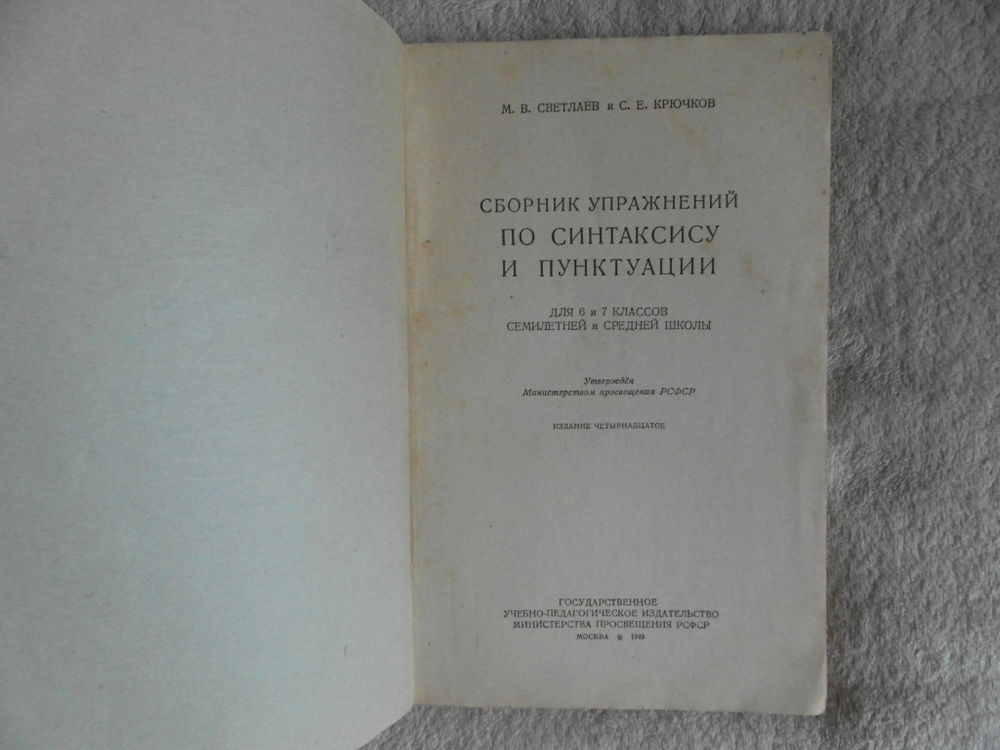 М. В. СВЕТЛАЕВ и С. Е. КРЮЧКОВ
СБОРНИК УПРАЖНЕНИЙ
ПО СИНТАКСИСУ
И ПУНКТУАЦИИ
ДЛЯ 6 и 7 КЛАССОВ
СЕМИЛЕТНЕЙ и СРЕДНЕЙ ШКОЛЫ
Утверждён
Министерством просвещения РСФСР
ИЗДАНИЕ ЧЕТЫРНАДЦАТОЕ
ГОСУДАРСТВЕННОЕ
УЧЕБНО-ПЕДАГОГИЧЕСКОЕ ИЗДАТЕЛЬСТВО
МИНИСТЕРСТВА ПРОСВЕЩЕНИЯ РСФСР
МОСКВА * 1949